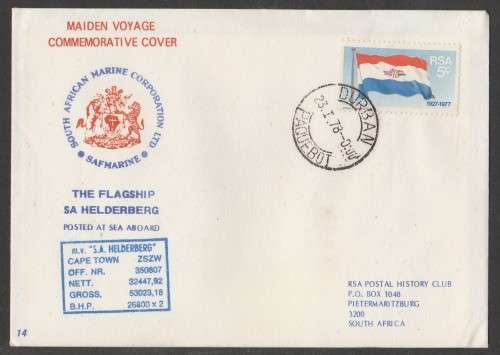 MAIDEN VOYAGE
COMMEMORATIVE COVER
SOUTH AFRICAN MARINE CORPORATION LTD
SAFMARINE
THE FLAGSHIP
SA HELDERBERG
POSTED AT SEA ABOARD
m.v. "S.A. HELDERBERG"
CAPE TOWN ZSZW
OFF. NR. 350807
NETT. 32447,92
GROSS. 53023,18
B.H.P. 26800 x 2
14
RSA 5c
1927-1977
DURBAN
23.I.78
PAQUEBOT
RSA POSTAL HISTORY CLUB
P.O. BOX 1048
PIETERMARITZBURG
3200
SOUTH AFRICA